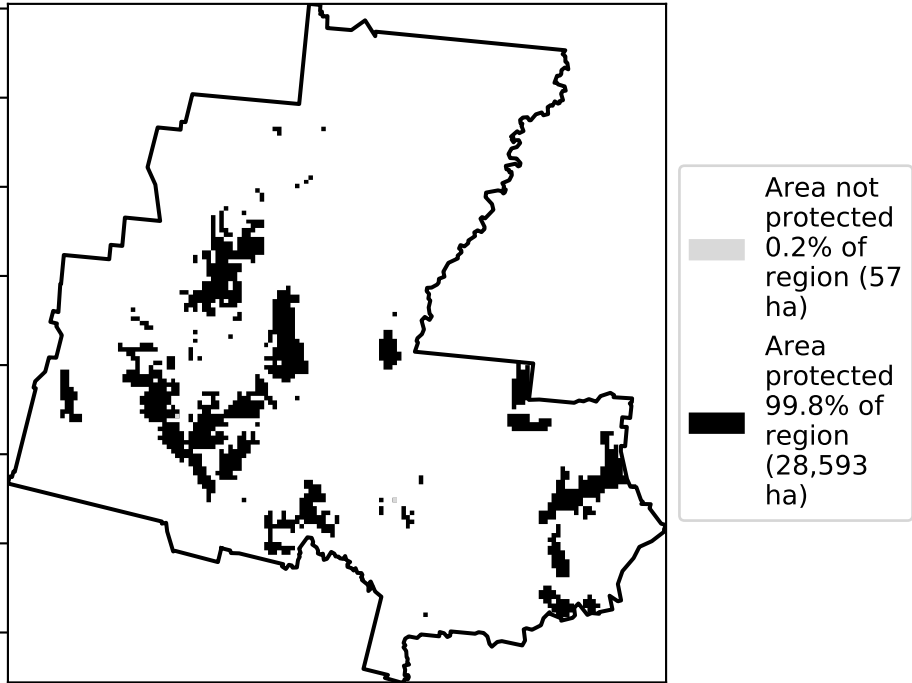 Area not
protected
0.2% of
region (57
ha)
Area
protected
99.8% of
region
(28,593
ha)